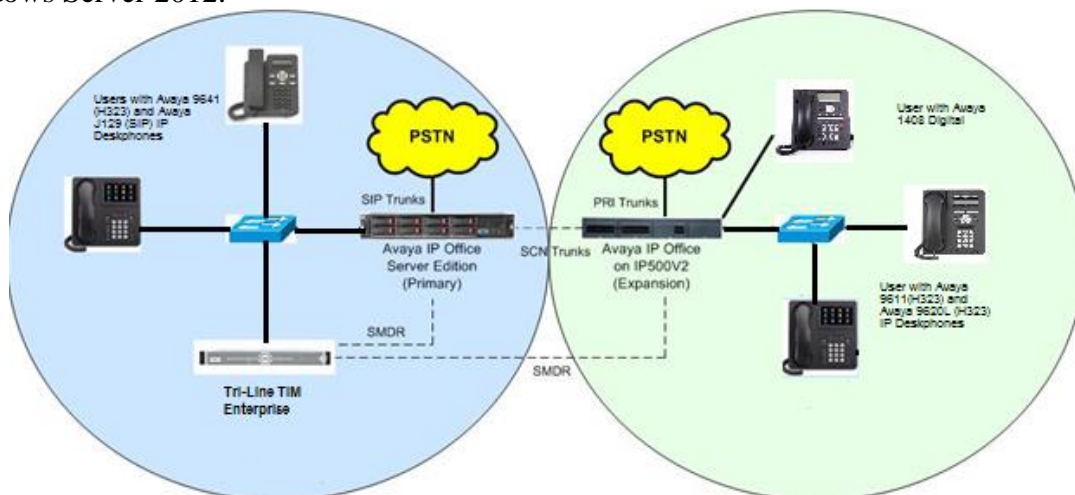 Windows Server 2012.
Users with Avaya 9641
(H323) and Avaya
J129 (SIP) IP
Deskphones
PSTN
PSTN
User with Avaya
1408 Digital
SIP Trunks
PRI Trunks
Avaya IP Office
Server Edition
(Primary)
SCN Trunks
Avaya IP Office
on IP500V2
(Expansion)
User with Avaya
9611(H323) and
Avaya 9620L (H323)
IP Deskphones
SMDR
SMDR
Tri-Line TIM
Enterprise